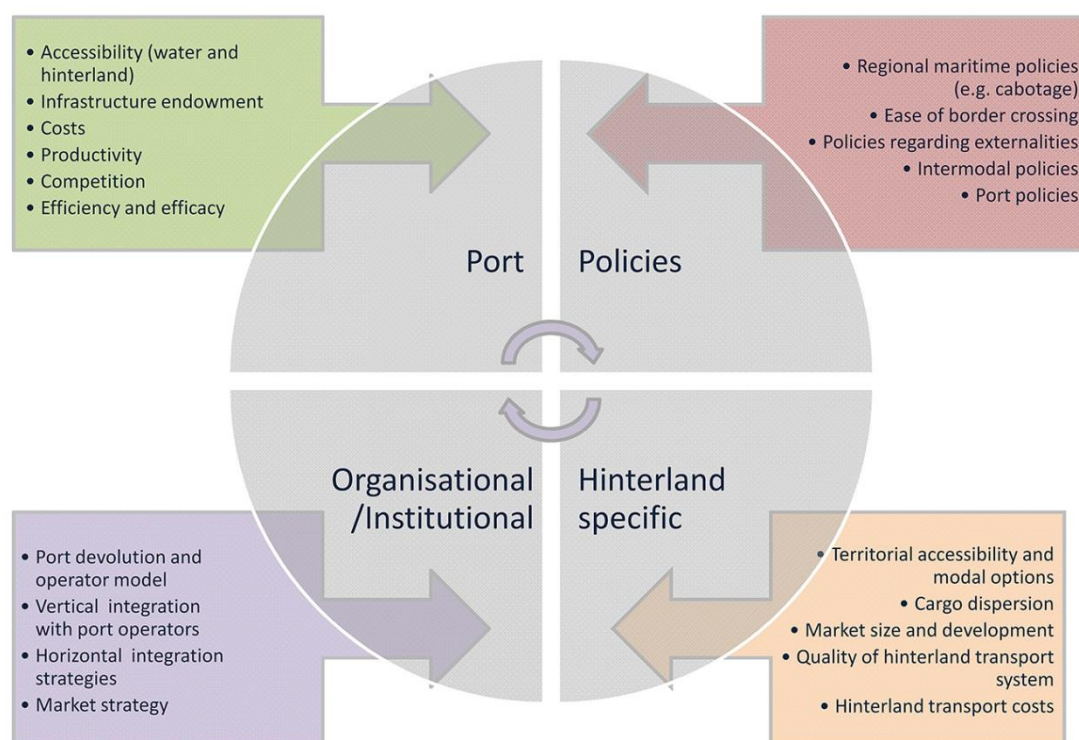 • Accessibility (water and
hinterland)
• Infrastructure endowment
• Costs
• Productivity
• Competition
• Efficiency and efficacy
• Regional maritime policies
(e.g. cabotage)
• Ease of border crossing
• Policies regarding externalities
• Intermodal policies
• Port policies
Port
Policies
Organisational
/Institutional
Hinterland
specific
• Port devolution and
operator model
• Vertical integration
with port operators
• Horizontal integration
strategies
• Market strategy
• Territorial accessibility and
modal options
• Cargo dispersion
• Market size and development
• Quality of hinterland transport
system
• Hinterland transport costs